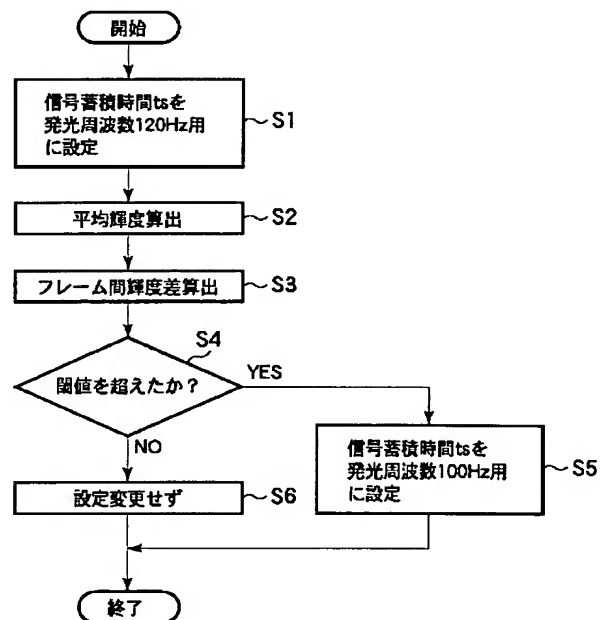 開始
信号蓄積時間tsを
発光周波数120Hz用
に設定
S1
平均輝度算出
S2
フレーム間輝度差算出
S3
S4
閾値を超えたか？
YES
NO
信号蓄積時間tsを
発光周波数100Hz用
に設定
S5
設定変更せず
S6
終了